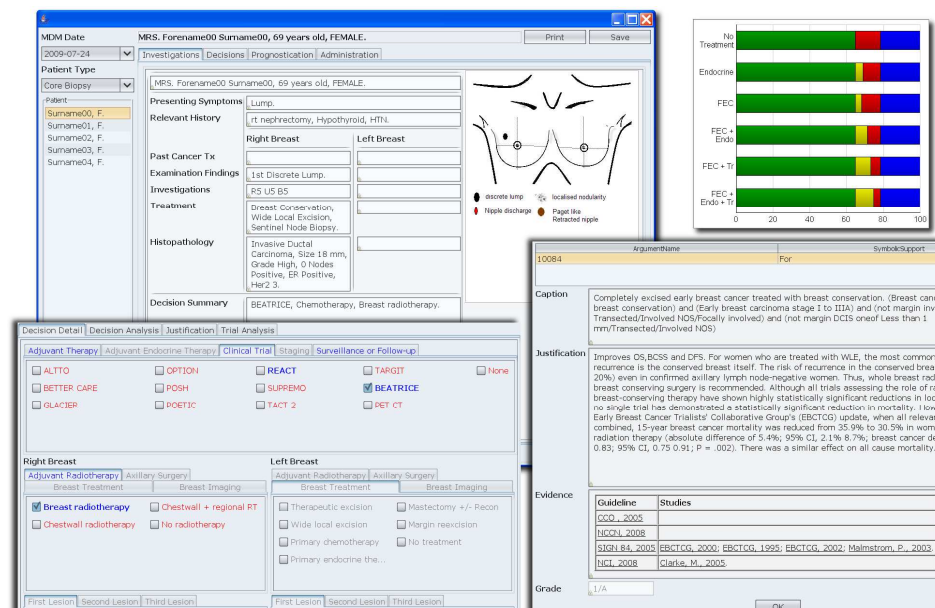 MDM Date
2009-07-24
Patient Type
Core Biopsy
Patient
Surname00, F.
Surname01, F.
Surname02, F.
Surname03, F.
Surname04, F.
MRS. Forename00 Surname00, 69 years old, FEMALE.
Print Save
Investigations Decisions Prognostication Administration
MRS. Forename00 Surname00, 69 years old, FEMALE.
Presenting Symptoms Lump.
Relevant History rt nephrectomy, Hypothyroid, HTN.
Right Breast Left Breast
Past Cancer Tx
Examination Findings 1st Discrete Lump.
Investigations R5 U5 B5
Treatment Breast Conservation,
Wide Local Excision,
Sentinel Node Biopsy.
Histopathology Invasive Ductal
Carcinoma, Size 18 mm,
Grade High, 0 Nodes
Positive, ER Positive,
Her2 3.
Decision Summary BEATRICE, Chemotherapy, Breast radiotherapy.
discrete lump localised nodularity
Nipple discharge Paget like
Retracted nipple
No
Treatment
Endocrine
FEC
FEC +
Endo
FEC + Tr
FEC +
Endo + Tr
0 20 40 60 80 100
Decision Detail Decision Analysis Justification Trial Analysis
Adjuvant Therapy Adjuvant Endocrine Therapy Clinical Trial Staging Surveillance or Follow-up
ALTTO OPTION REACT TARGIT None
BETTER CARE POSH SUPREMO BEATRICE
GLACIER POETIC TACT 2 PET CT
Right Breast
Adjuvant Radiotherapy Axillary Surgery
Breast Treatment Breast Imaging
Breast radiotherapy Chestwall + regional RT
Chestwall radiotherapy No radiotherapy
First Lesion Second Lesion Third Lesion
Left Breast
Adjuvant Radiotherapy Axillary Surgery
Breast Treatment Breast Imaging
Therapeutic excision Mastectomy +/- Recon
Wide local excision Margin reexcision
Primary chemotherapy No treatment
Primary endocrine the...
First Lesion Second Lesion Third Lesion
ArgumentName SymbolicSupport
10084 For
Caption
Completely excised early breast cancer treated with breast conservation. (Breast canc
breast conservation) and (Early breast carcinoma stage I to IIIA) and (not margin inv
Transected/Involved NOS/Focally involved) and (not margin DCIS oneof Less than 1
mm/Transected/Involved NOS)
Justification
Improves OS,BCSS and DFS. For women who are treated with WLE, the most common
recurrence is the conserved breast itself. The risk of recurrence in the conserved brea
20%) even in confirmed axillary lymph node-negative women. Thus, whole breast rad
breast conserving surgery is recommended. Although all trials assessing the role of ra
breast-conserving therapy have shown highly statistically significant reductions in loc
no single trial has demonstrated a statistically significant reduction in mortality. How
Early Breast Cancer Trialists' Collaborative Group's (EBCTCG) update, when all relevan
combined, 15-year breast cancer mortality was reduced from 35.9% to 30.5% in wom
radiation therapy (absolute difference of 5.4%; 95% CI, 2.1% 8.7%; breast cancer de
0.83; 95% CI, 0.75 0.91; P = .002). There was a similar effect on all cause mortality.
Evidence
Guideline Studies
CCO , 2005
NCCN, 2008
SIGN 84, 2005 EBCTCG, 2000; EBCTCG, 1995; EBCTCG, 2002; Malmstrom, P., 2003.
NCI, 2008 Clarke, M., 2005.
Grade 1/A
OK